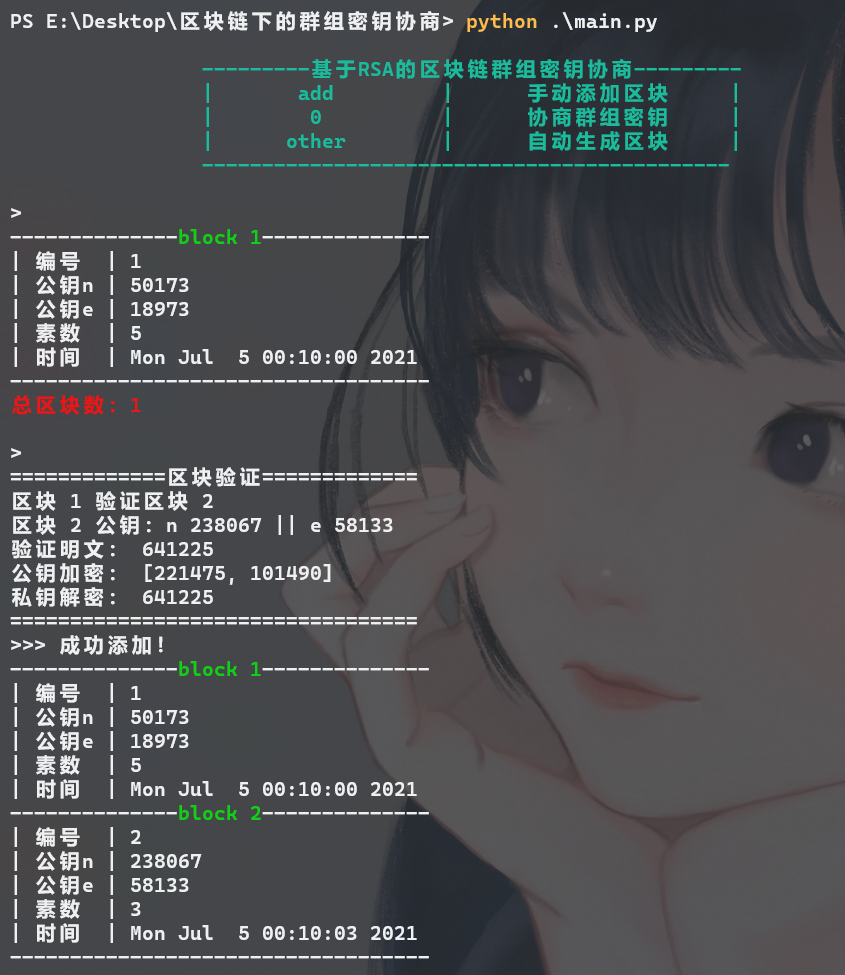 PS E:\Desktop\区块链下的群组密钥协商> python .\main.py
---------基于RSA的区块链群组密钥协商---------
| add | 手动添加区块 |
| 0 | 协商群组密钥 |
| other | 自动生成区块 |
--------------------------------------------
>
--------------block 1--------------
| 编号 | 1
| 公钥n | 50173
| 公钥e | 18973
| 素数 | 5
| 时间 | Mon Jul  5 00:10:00 2021
-----------------------------------
总区块数: 1
>
=============区块验证=============
区块 1 验证区块 2
区块 2 公钥: n 238067 || e 58133
验证明文: 641225
公钥加密: [221475, 101490]
私钥解密: 641225
==================================
>>> 成功添加!
--------------block 1--------------
| 编号 | 1
| 公钥n | 50173
| 公钥e | 18973
| 素数 | 5
| 时间 | Mon Jul  5 00:10:00 2021
--------------block 2--------------
| 编号 | 2
| 公钥n | 238067
| 公钥e | 58133
| 素数 | 3
| 时间 | Mon Jul  5 00:10:03 2021
-----------------------------------